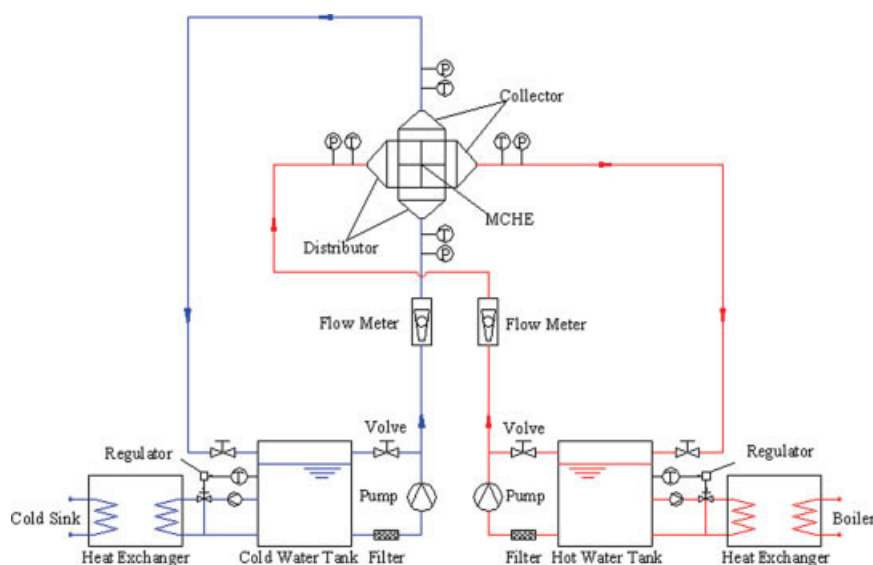 P
T
Collector
P T
T P
MCHE
Distributor
T
P
Flow Meter
Flow Meter
Volve
Volve
Regulator
T
T
Regulator
Pump
Pump
Cold Sink
Boiler
Heat Exchanger
Cold Water Tank
Filter
Filter
Hot Water Tank
Heat Exchanger